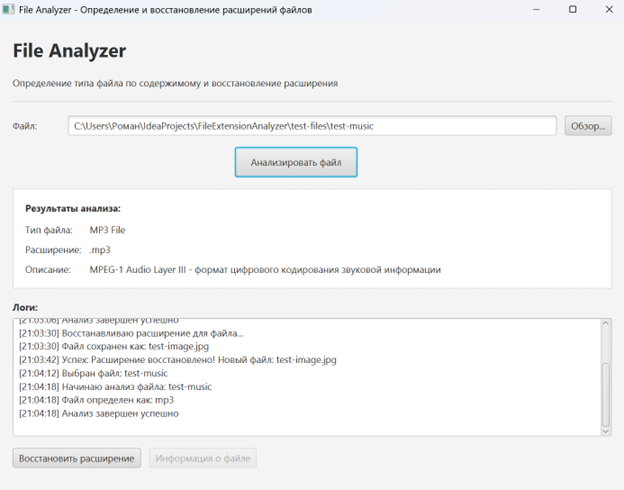 File Analyzer - Определение и восстановление расширений файлов
File Analyzer
Определение типа файла по содержимому и восстановление расширения
Файл: C:\Users\Роман\IdeaProjects\FileExtensionAnalyzer\test-files\test-music Обзор...
Анализировать файл
Результаты анализа:
Тип файла: MP3 File
Расширение: .mp3
Описание: MPEG-1 Audio Layer III - формат цифрового кодирования звуковой информации
Логи:
[21:03:06] Анализ завершен успешно
[21:03:30] Восстанавливаю расширение для файла...
[21:03:30] Файл сохранен как: test-image.jpg
[21:03:42] Успех: Расширение восстановлено! Новый файл: test-image.jpg
[21:04:12] Выбран файл: test-music
[21:04:18] Начинаю анализ файла: test-music
[21:04:18] Файл определен как: mp3
[21:04:18] Анализ завершен успешно
Восстановить расширение Информация о файле